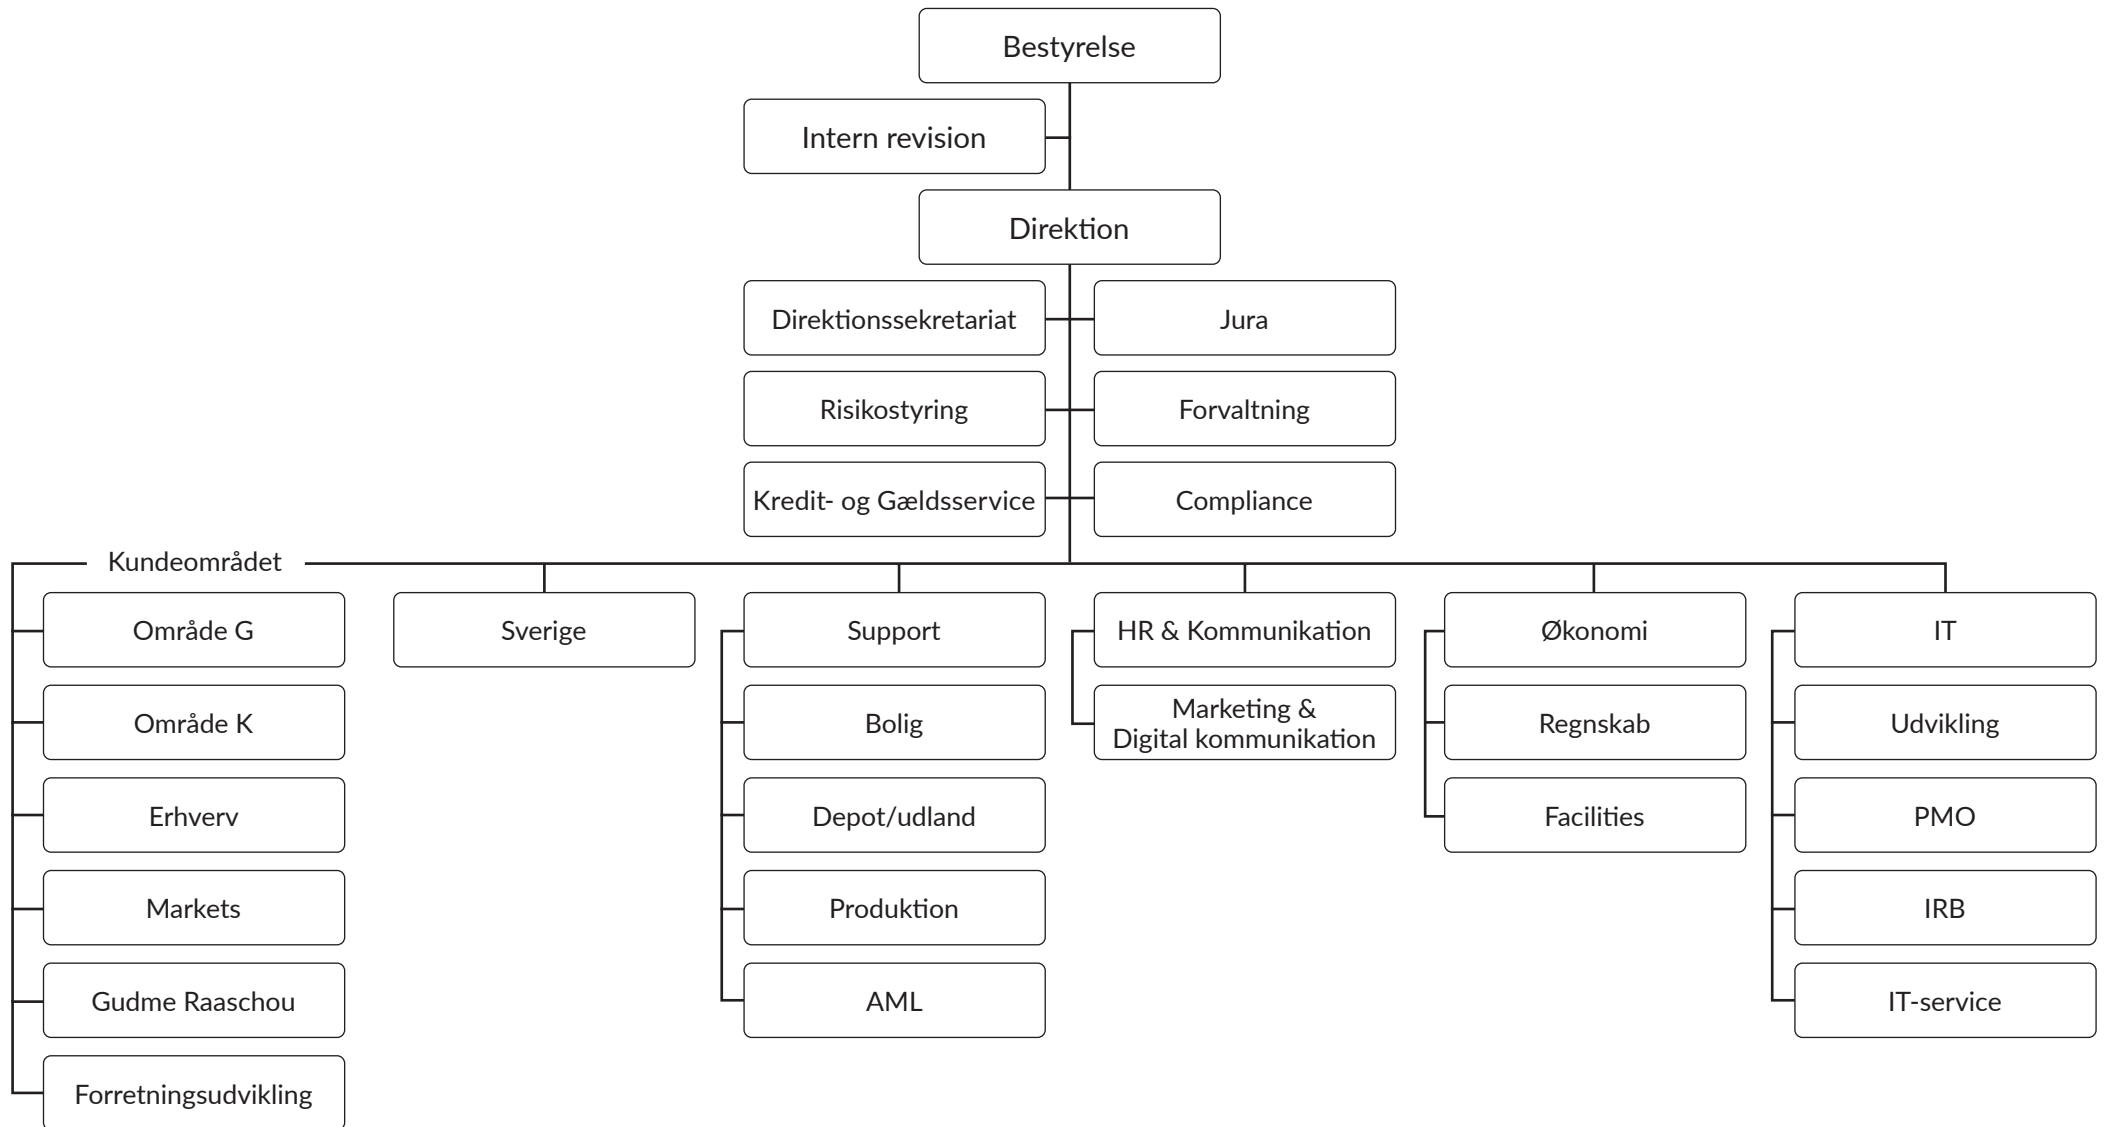 Bestyrelse
Intern revision
Direktion
Direktionssekretariat
Jura
Risikostyring
Forvaltning
Kredit- og Gældsservice
Compliance
Kundeområdet
Område G
Område K
Erhverv
Markets
Gudme Raaschou
Forretningsudvikling
Sverige
Support
Bolig
Depot/udland
Produktion
AML
HR & Kommunikation
Marketing &
Digital kommunikation
Økonomi
Regnskab
Facilities
IT
Udvikling
PMO
IRB
IT-service